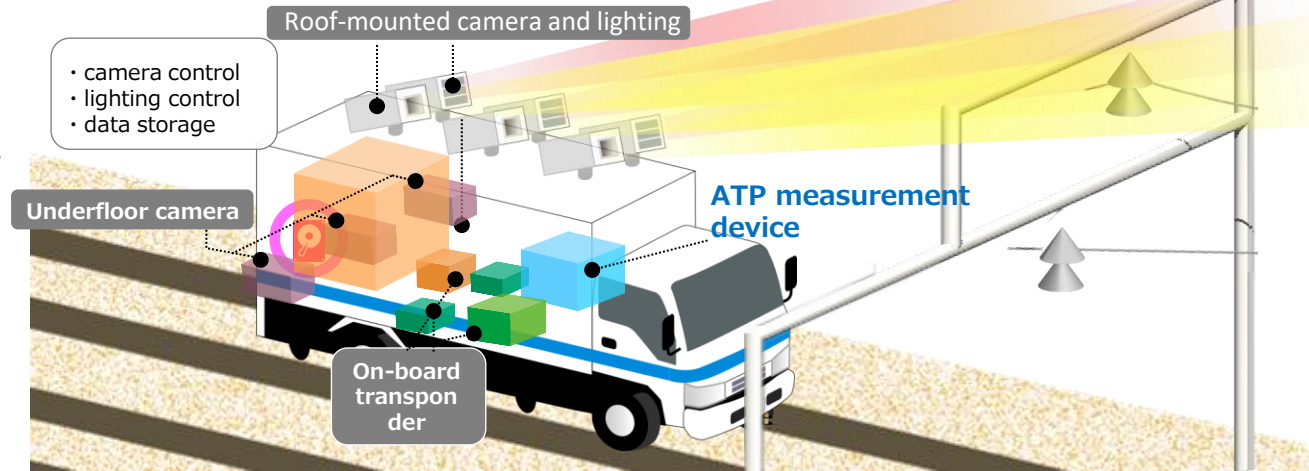 Roof-mounted camera and lighting
・camera control
・lighting control
・data storage
Underfloor camera
ATP measurement
device
On-board
transpon
der